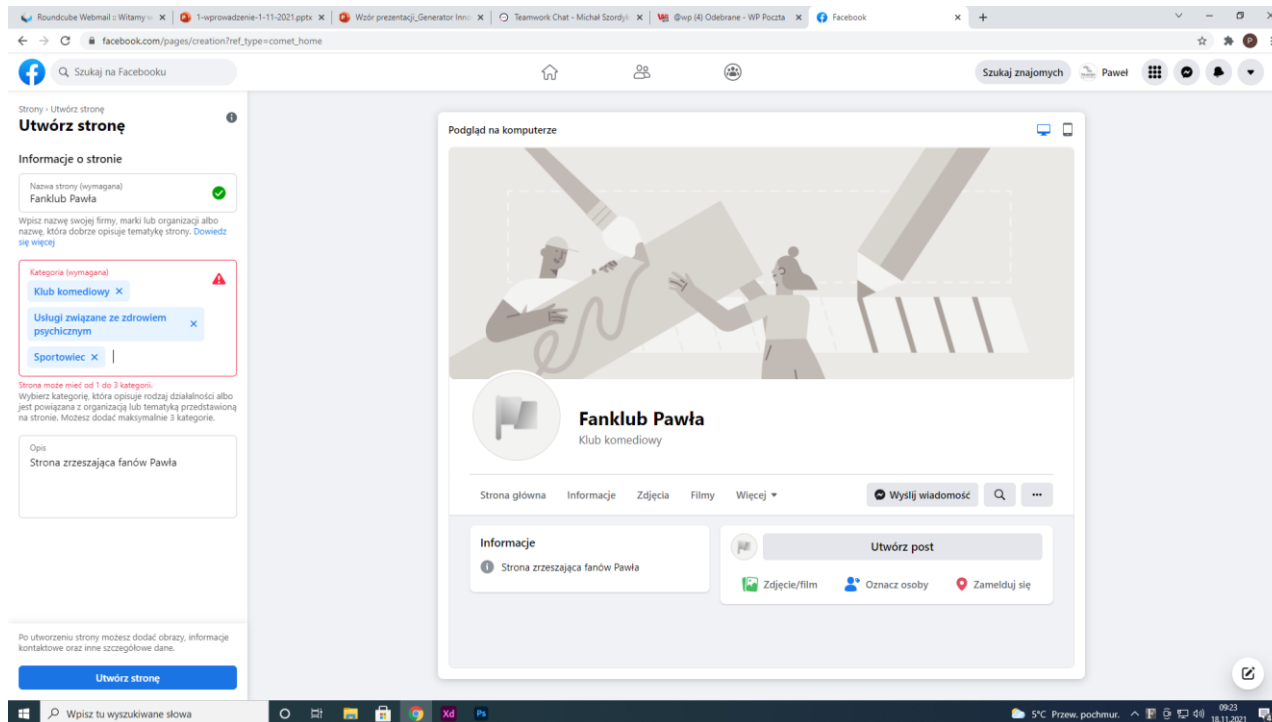 Roundcube Webmail :: Witamy w
1-wprowadzenie-1-11-2021.pptx
Wzór prezentacji_Generator Inno
Teamwork Chat - Michał Szordyk
@wp (4) Odebrane - WP Poczta
Facebook
facebook.com/pages/creation?ref_type=comet_home
P
Szukaj na Facebooku
Szukaj znajomych
Paweł
Strony › Utwórz stronę
Utwórz stronę
Informacje o stronie
Nazwa strony (wymagana)
Fanklub Pawła
Wpisz nazwę swojej firmy, marki lub organizacji albo
nazwę, która dobrze opisuje tematykę strony. Dowiedz
się więcej
Kategoria (wymagana)
Klub komediowy
Usługi związane ze zdrowiem
psychicznym
Sportowiec
Strona może mieć od 1 do 3 kategorii.
Wybierz kategorię, która opisuje rodzaj działalności albo
jest powiązana z organizacją lub tematyką przedstawioną
na stronie. Możesz dodać maksymalnie 3 kategorie.
Opis
Strona zrzeszająca fanów Pawła
Po utworzeniu strony możesz dodać obrazy, informacje
kontaktowe oraz inne szczegółowe dane.
Utwórz stronę
Podgląd na komputerze
Fanklub Pawła
Klub komediowy
Strona główna
Informacje
Zdjęcia
Filmy
Więcej
Wyślij wiadomość
Informacje
Strona zrzeszająca fanów Pawła
Utwórz post
Zdjęcie/film
Oznacz osoby
Zamelduj się
Wpisz tu wyszukiwane słowa
Xd
Ps
5°C Przew. pochmur.
09:23
18.11.2021